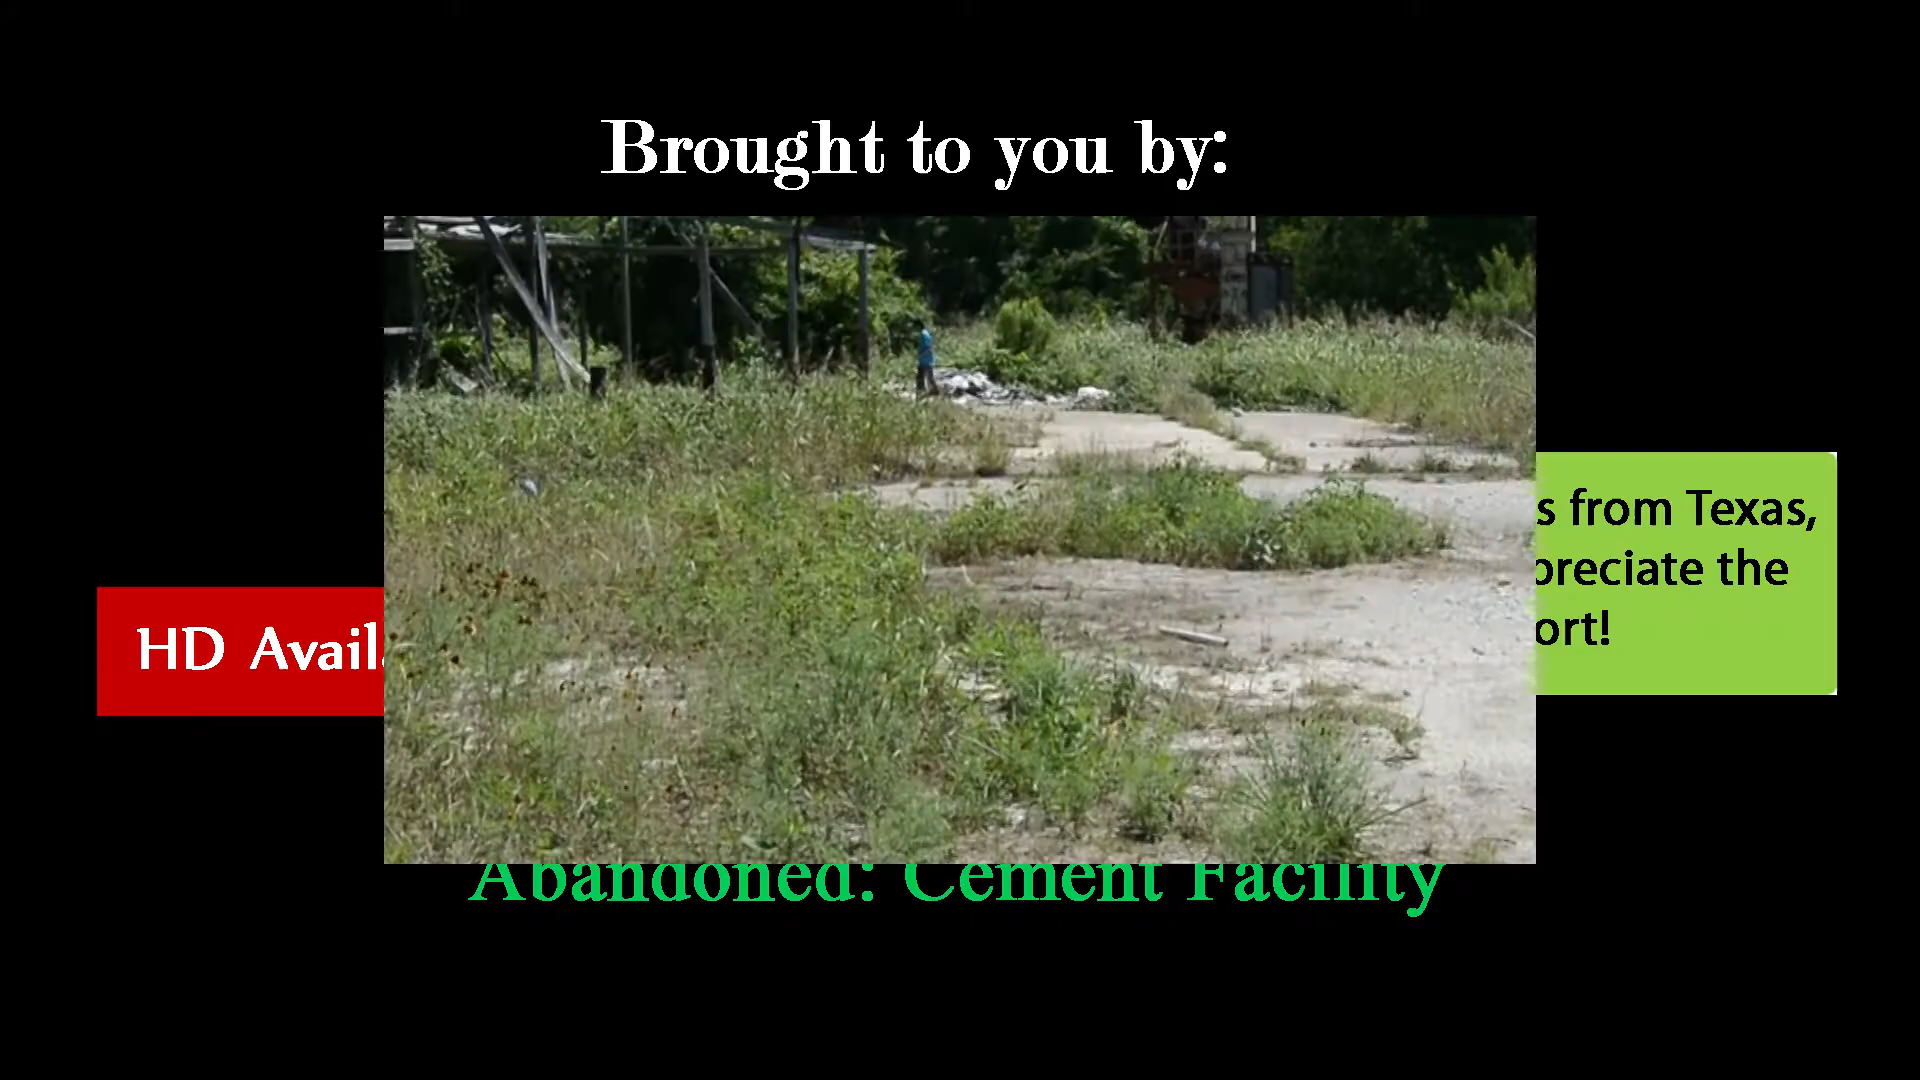 Brought to you by:
s from Texas,
preciate the
ort!
HD Avail
Abandoned: Cement Facility